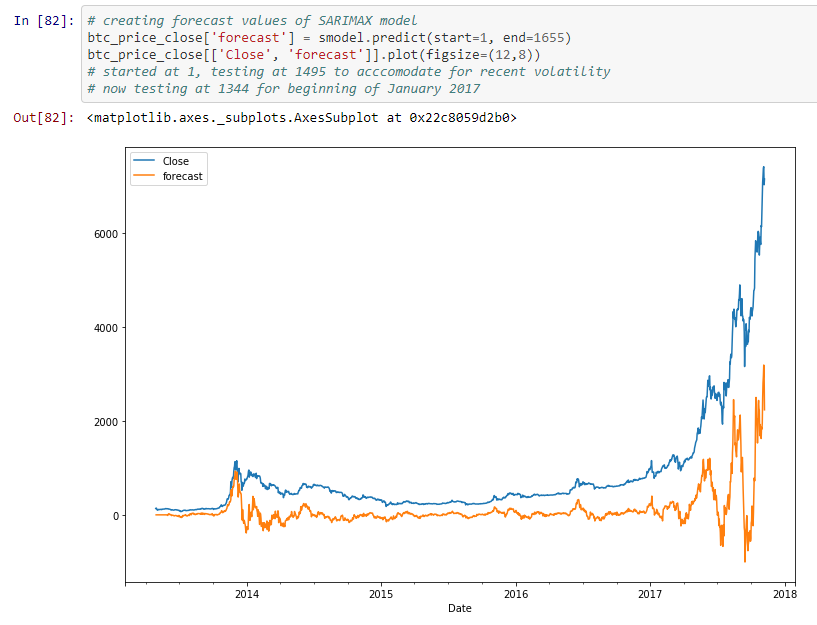 In [82]: # creating forecast values of SARIMAX model
btc_price_close['forecast'] = smodel.predict(start=1, end=1655)
btc_price_close[['Close', 'forecast']].plot(figsize=(12,8))
# started at 1, testing at 1495 to acccomodate for recent volatility
# now testing at 1344 for beginning of January 2017
Out[82]: <matplotlib.axes._subplots.AxesSubplot at 0x22c8059d2b0>
Close
forecast
6000
4000
2000
0
2014 2015 2016 2017 2018
Date